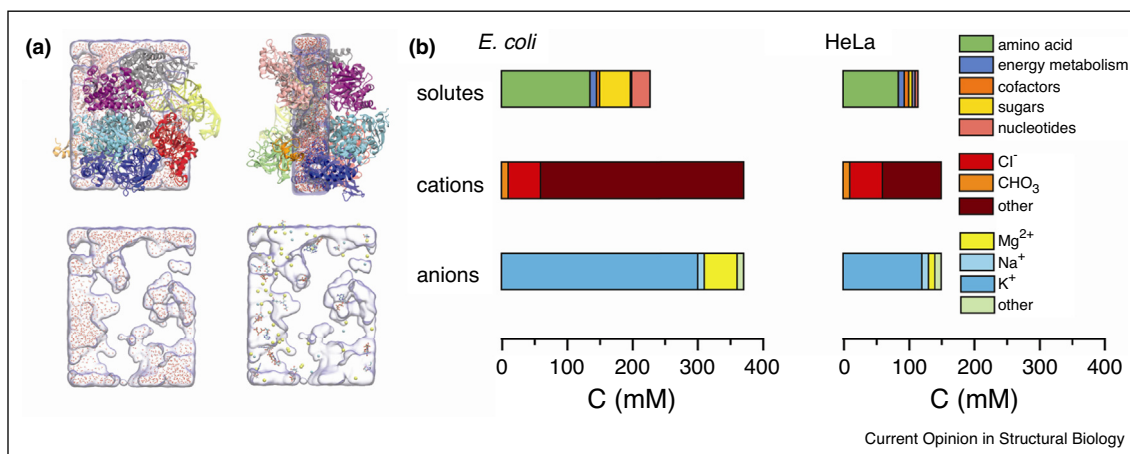 (a)
(b)
E. coli
HeLa
solutes
amino acid
energy metabolism
cofactors
sugars
nucleotides
cations
Cl-
CHO3
other
anions
Mg2+
Na+
K+
other
0 100 200 300 400
C (mM)
0 100 200 300 400
C (mM)
Current Opinion in Structural Biology